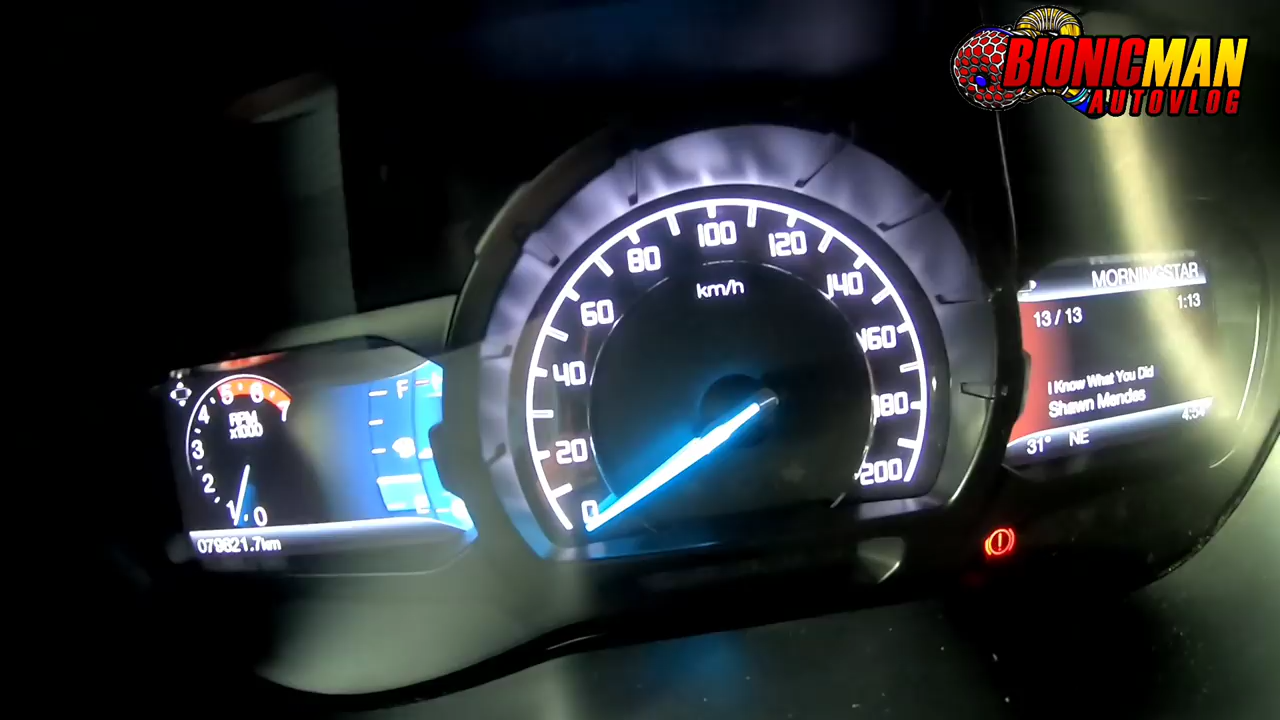 BIONICMAN
AUTOVLOG
0
20
40
60
80
100
120
140
160
180
200
km/h
MORNINGSTAR
1:13
13 / 13
I Know What You Did
Shawn Mendes
31° NE
0
1
2
3
4
5
6
7
RPM
x1000
F
079821.7km